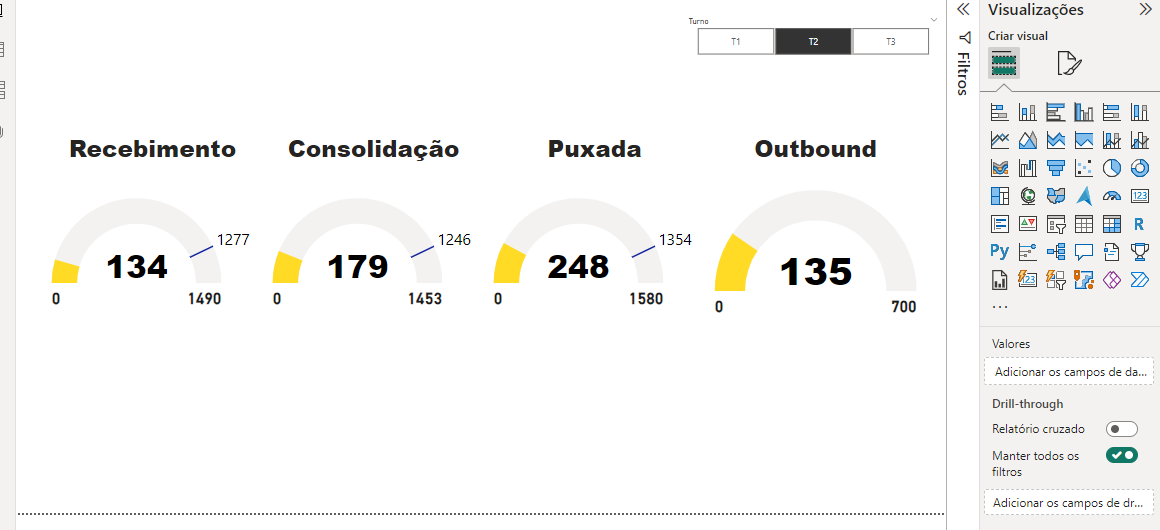 Turno
T1 T2 T3
Recebimento
134
1277
0 1490
Consolidação
179
1246
0 1453
Puxada
248
1354
0 1580
Outbound
135
0 700
Filtros
Visualizações
Criar visual
123
R
Py
123
...
Valores
Adicionar os campos de da...
Drill-through
Relatório cruzado
Manter todos os
filtros
Adicionar os campos de dr...